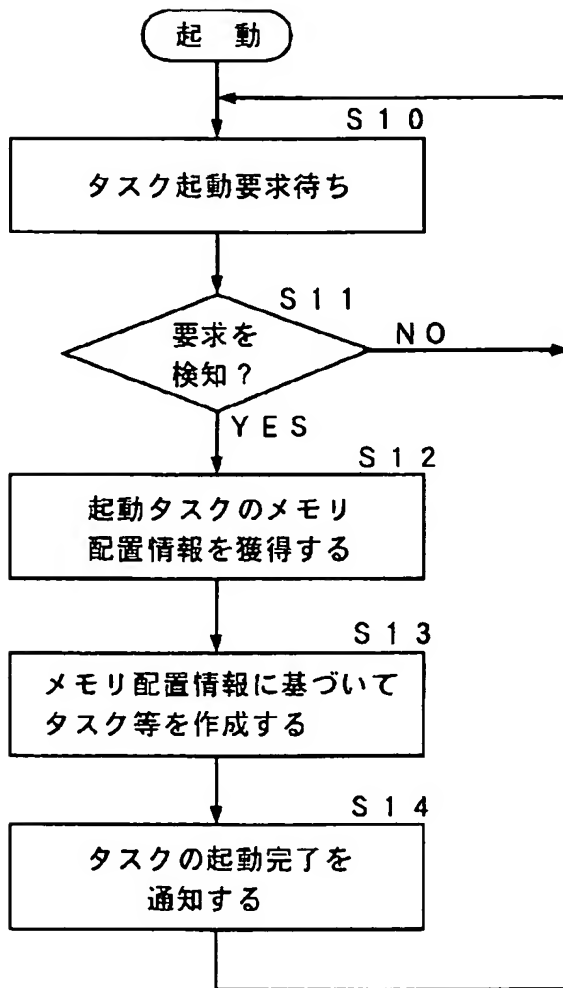 起 動
S10
タスク起動要求待ち
S11
要求を
検知?
NO
YES
S12
起動タスクのメモリ
配置情報を獲得する
S13
メモリ配置情報に基づいて
タスク等を作成する
S14
タスクの起動完了を
通知する